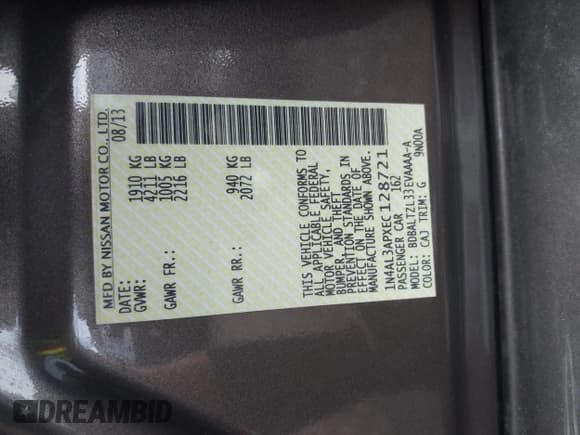 MFD BY NISSAN MOTOR CO., LTD.
DATE: 08/13
GVWR: 1910 KG
4211 LB
GAWR FR.: 1005 KG
2216 LB
GAWR RR.: 940 KG
2072 LB
THIS VEHICLE CONFORMS TO
ALL APPLICABLE FEDERAL
MOTOR VEHICLE SAFETY,
BUMPER, AND THEFT
PREVENTION STANDARDS IN
EFFECT ON THE DATE OF
MANUFACTURE SHOWN ABOVE.
1N4AL3APXEC128721
PASSENGER CAR 162
MODEL: BDBALTZL33EVAAAA-A
COLOR: CAJ TRIM: G 9N00A
DREAMBID